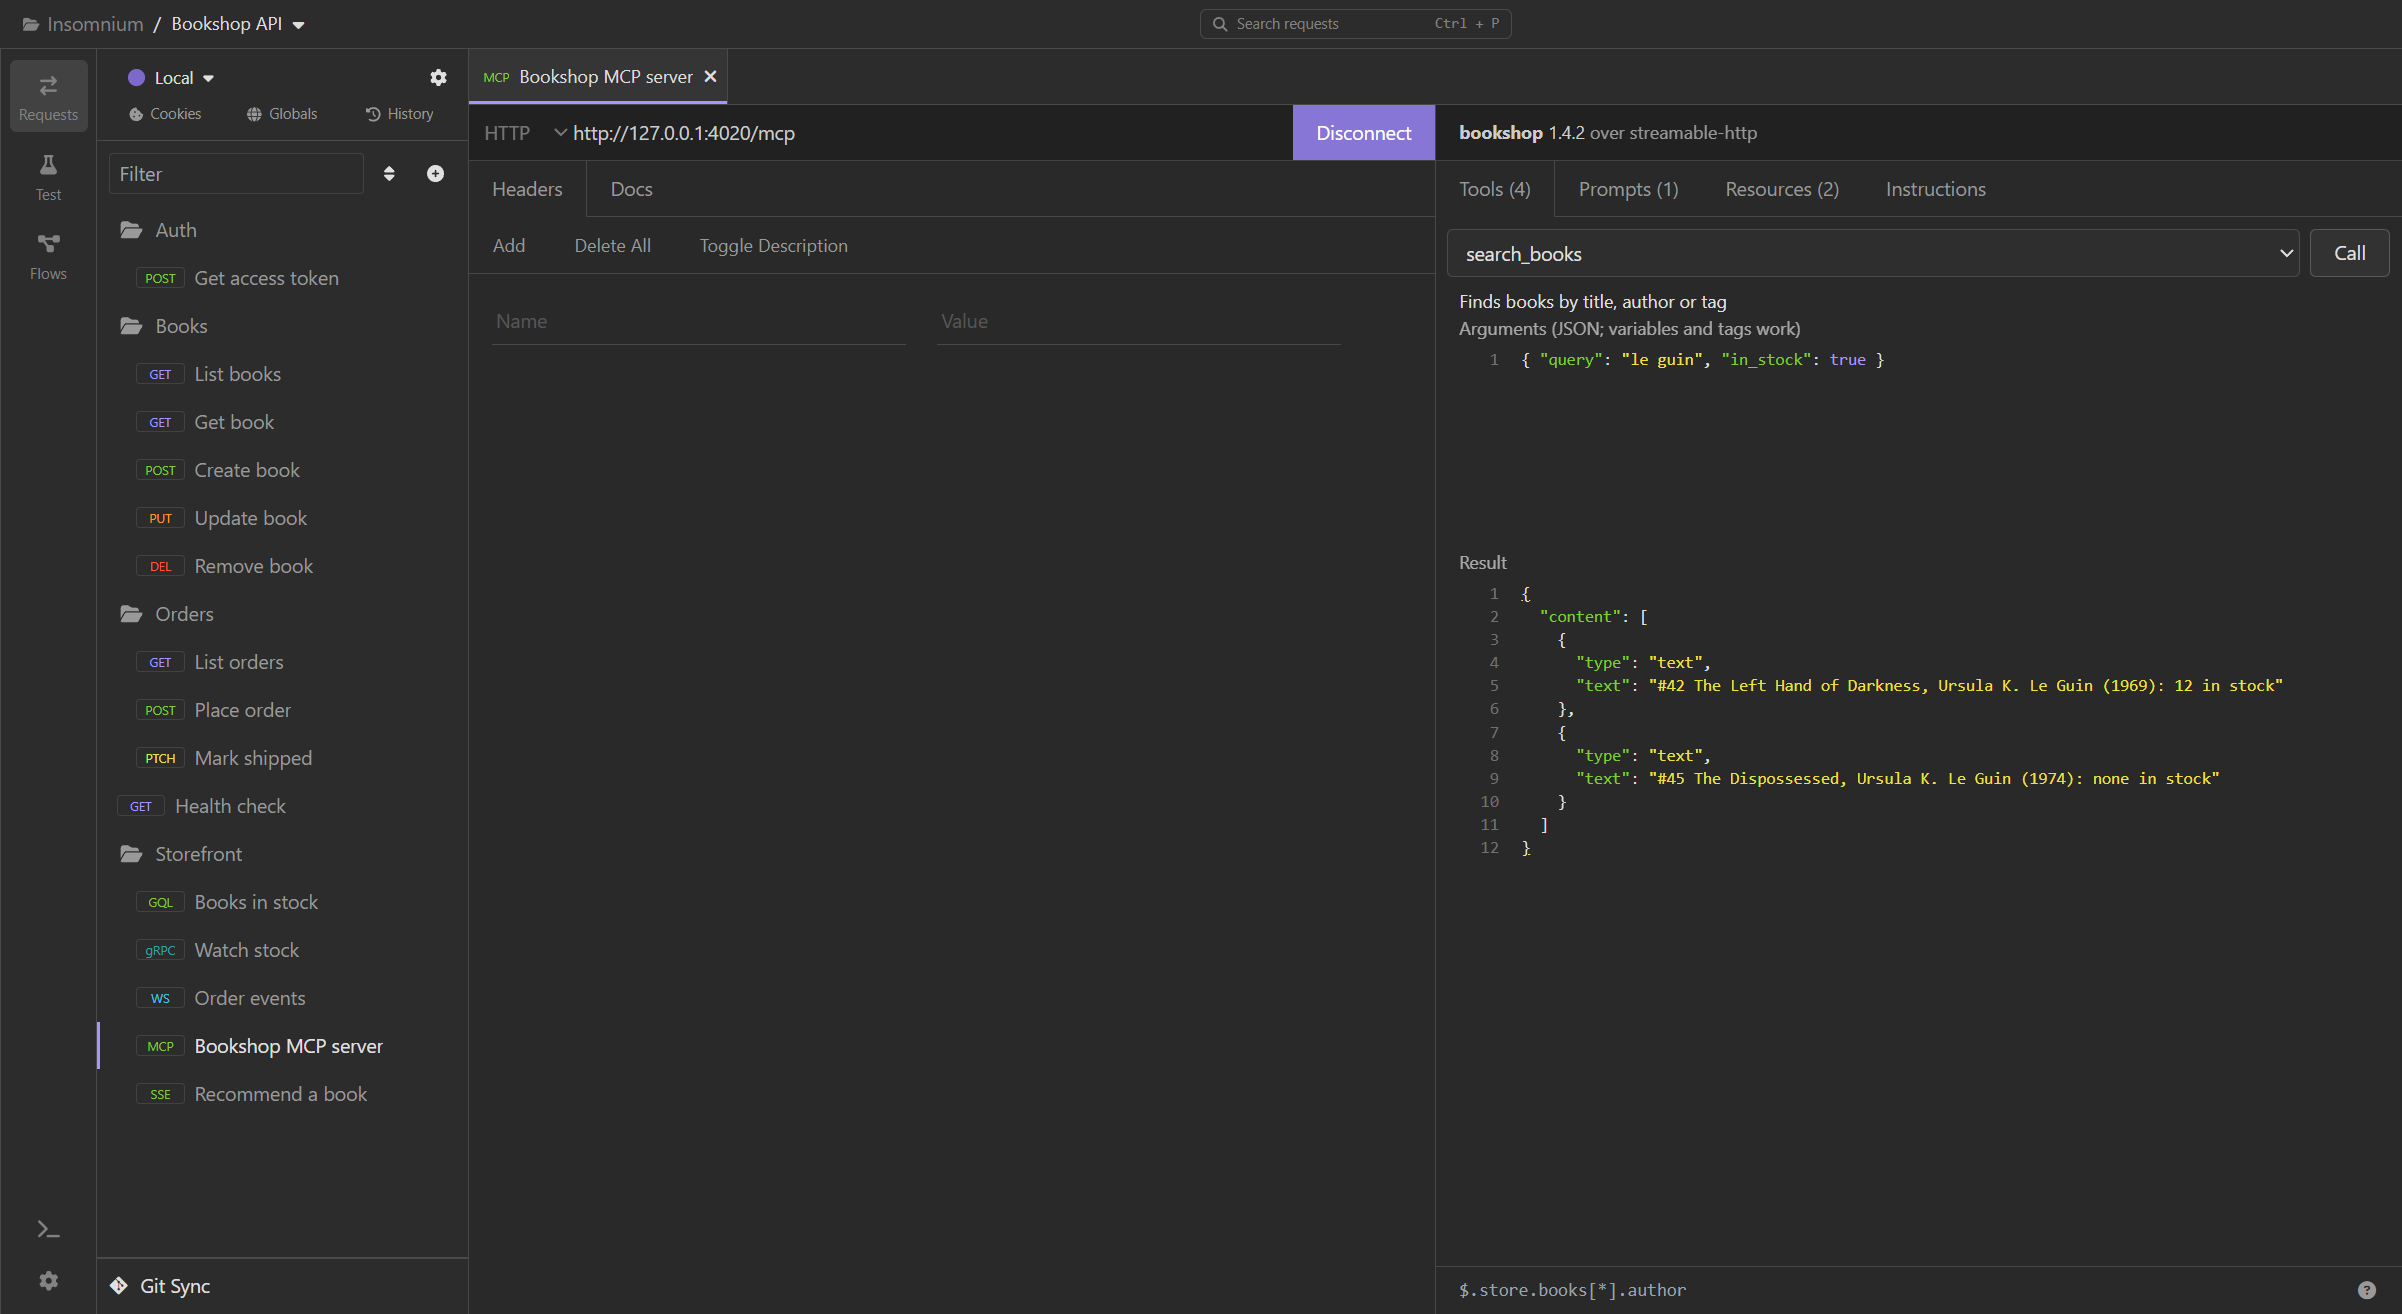 Insomnium / Bookshop API
Search requests Ctrl + P
Requests
Test
Flows
Local
Cookies Globals History
Filter
Auth
POST Get access token
Books
GET List books
GET Get book
POST Create book
PUT Update book
DEL Remove book
Orders
GET List orders
POST Place order
PTCH Mark shipped
GET Health check
Storefront
GQL Books in stock
gRPC Watch stock
WS Order events
MCP Bookshop MCP server
SSE Recommend a book
Git Sync
MCP Bookshop MCP server
HTTP http://127.0.0.1:4020/mcp Disconnect
Headers Docs
Add Delete All Toggle Description
Name Value
bookshop 1.4.2 over streamable-http
Tools (4) Prompts (1) Resources (2) Instructions
search_books Call
Finds books by title, author or tag
Arguments (JSON; variables and tags work)
1 { "query": "le guin", "in_stock": true }
Result
1 {
2 "content": [
3 {
4 "type": "text",
5 "text": "#42 The Left Hand of Darkness, Ursula K. Le Guin (1969): 12 in stock"
6 },
7 {
8 "type": "text",
9 "text": "#45 The Dispossessed, Ursula K. Le Guin (1974): none in stock"
10 }
11 ]
12 }
$.store.books[*].author